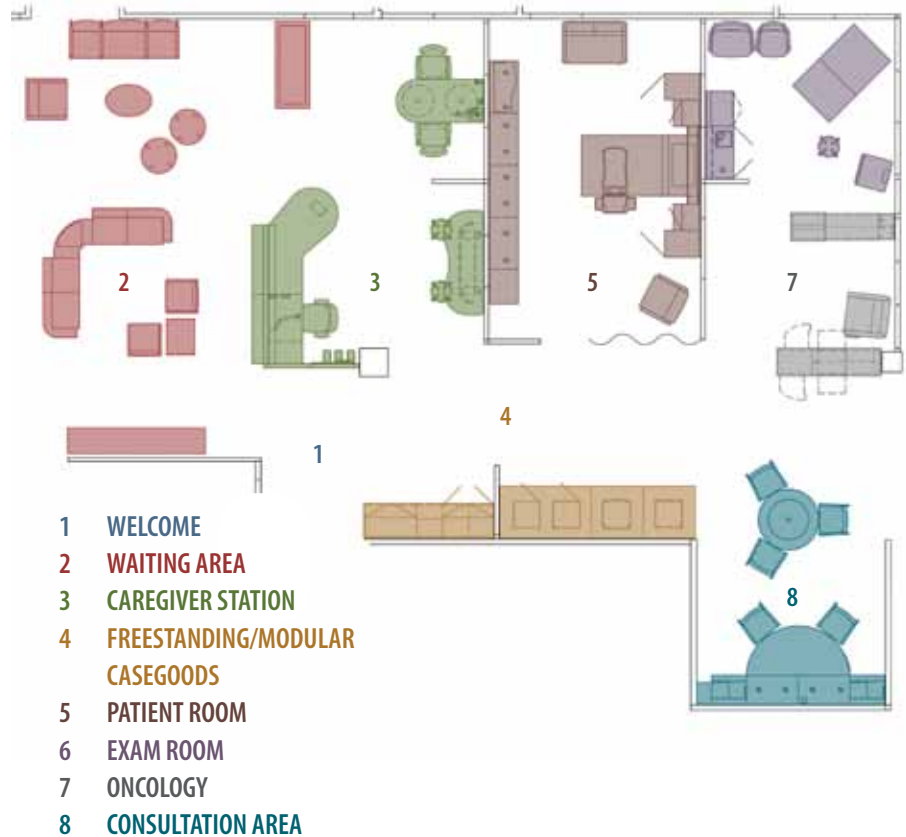 2
3
5
7
4
1
8
1 WELCOME
2 WAITING AREA
3 CAREGIVER STATION
4 FREESTANDING/MODULAR
CASEGOODS
5 PATIENT ROOM
6 EXAM ROOM
7 ONCOLOGY
8 CONSULTATION AREA